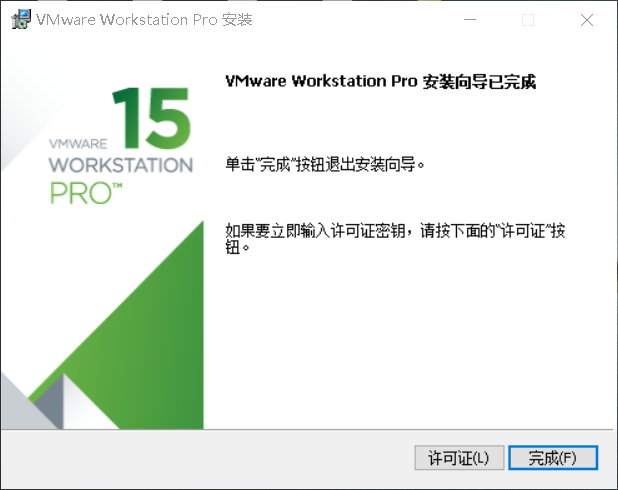 VMware Workstation Pro 安装
VMware Workstation Pro 安装向导已完成
15
VMWARE
WORKSTATION
PRO™
单击“完成”按钮退出安装向导。
如果要立即输入许可证密钥，请按下面的“许可证”按
钮。
许可证(L)
完成(F)